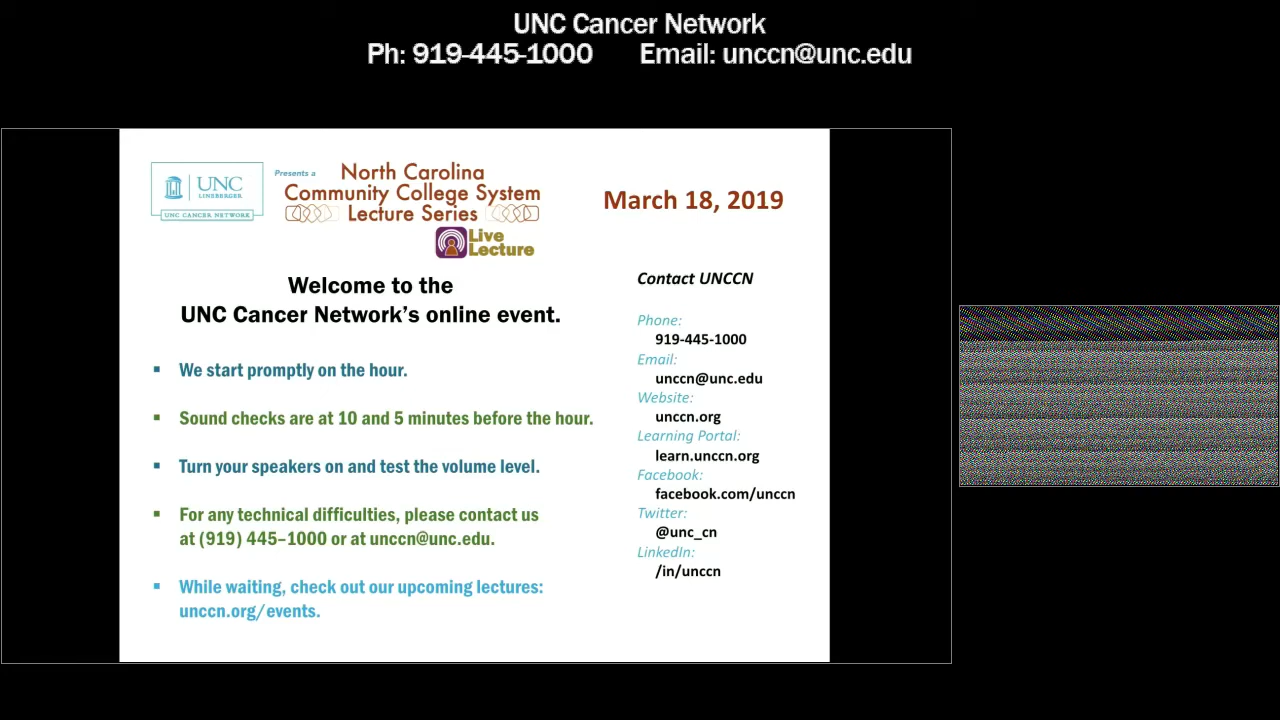 UNC Cancer Network
Ph: 919-445-1000 Email: unccn@unc.edu
UNC
LINEBERGER
UNC CANCER NETWORK
Presents a
North Carolina
Community College System
Lecture Series
Live
Lecture
March 18, 2019
Welcome to the
UNC Cancer Network’s online event.
▪ We start promptly on the hour.
▪ Sound checks are at 10 and 5 minutes before the hour.
▪ Turn your speakers on and test the volume level.
▪ For any technical difficulties, please contact us
at (919) 445–1000 or at unccn@unc.edu.
▪ While waiting, check out our upcoming lectures:
unccn.org/events.
Contact UNCCN
Phone:
919-445-1000
Email:
unccn@unc.edu
Website:
unccn.org
Learning Portal:
learn.unccn.org
Facebook:
facebook.com/unccn
Twitter:
@unc_cn
LinkedIn:
/in/unccn